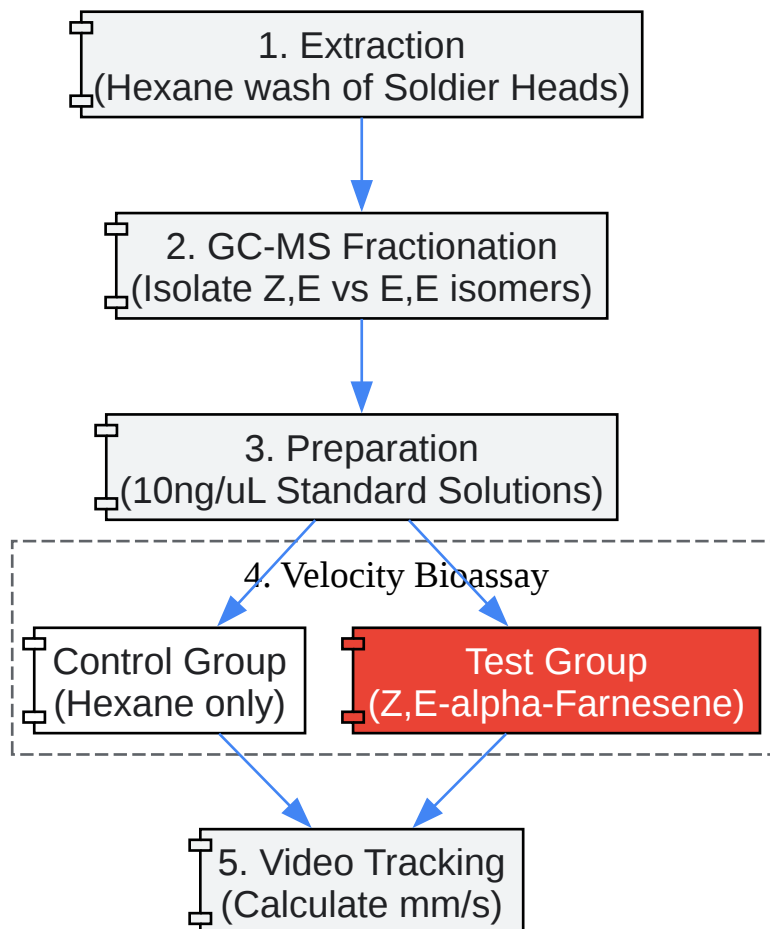 1. Extraction
(Hexane wash of Soldier Heads)
2. GC-MS Fractionation
(Isolate Z,E vs E,E isomers)
3. Preparation
(10ng/uL Standard Solutions)
4. Velocity Bioassay
Control Group
(Hexane only)
Test Group
(Z,E-alpha-Farnesene)
5. Video Tracking
(Calculate mm/s)